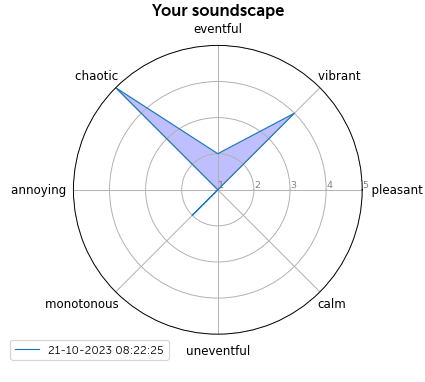 Your soundscape
eventful
chaotic
vibrant
annoying
1
2
3
4
5
pleasant
monotonous
calm
21-10-2023 08:22:25
uneventful